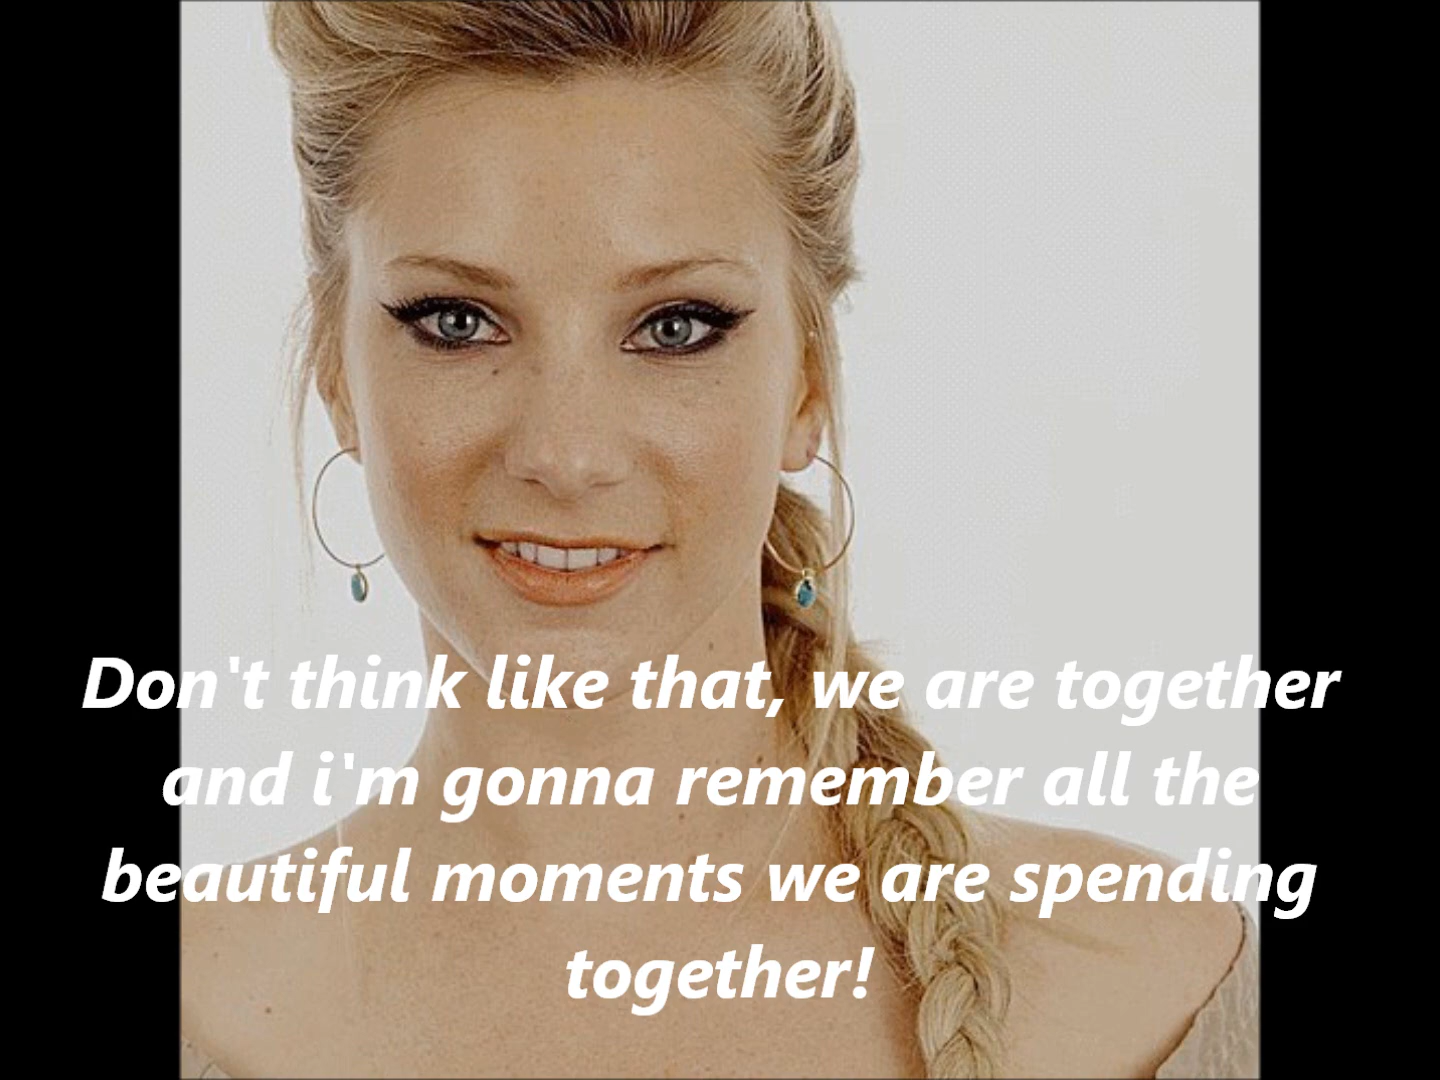 Don't think like that, we are together
and i'm gonna remember all the
beautiful moments we are spending
together!